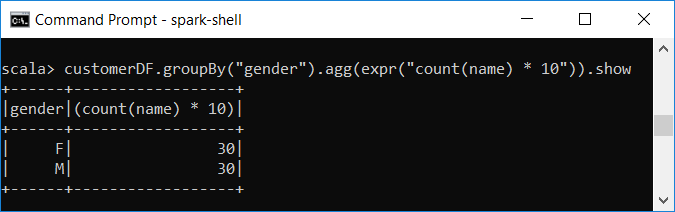 Command Prompt - spark-shell
scala> customerDF.groupBy("gender").agg(expr("count(name) * 10")).show
+------+-----------------+
|gender|(count(name) * 10)|
+------+-----------------+
|     F|               30|
|     M|               30|
+------+-----------------+